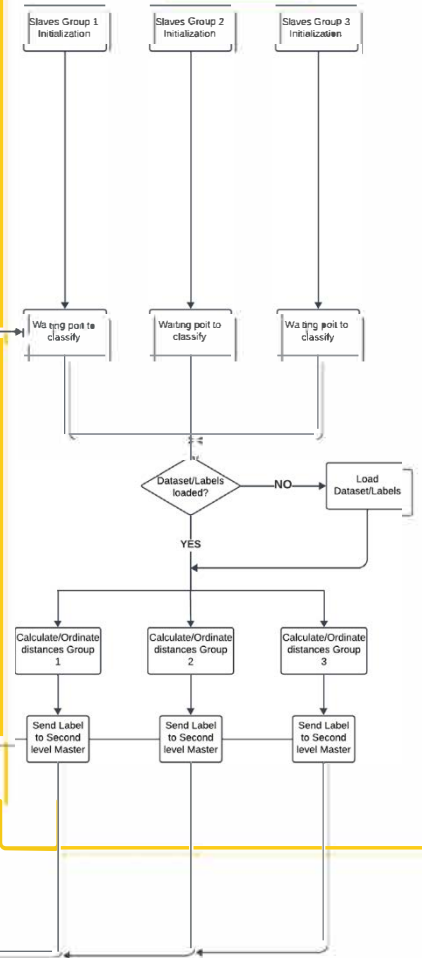 Slaves Group 1
Initialization
Slaves Group 2
Initialization
Slaves Group 3
Initialization
Waiting poit to
classify
Waiting poit to
classify
Waiting poit to
classify
Dataset/Labels
loaded?
NO
Load
Dataset/Labels
YES
Calculate/Ordinate
distances Group
1
Calculate/Ordinate
distances Group
2
Calculate/Ordinate
distances Group
3
Send Label
to Second
level Master
Send Label
to Second
level Master
Send Label
to Second
level Master